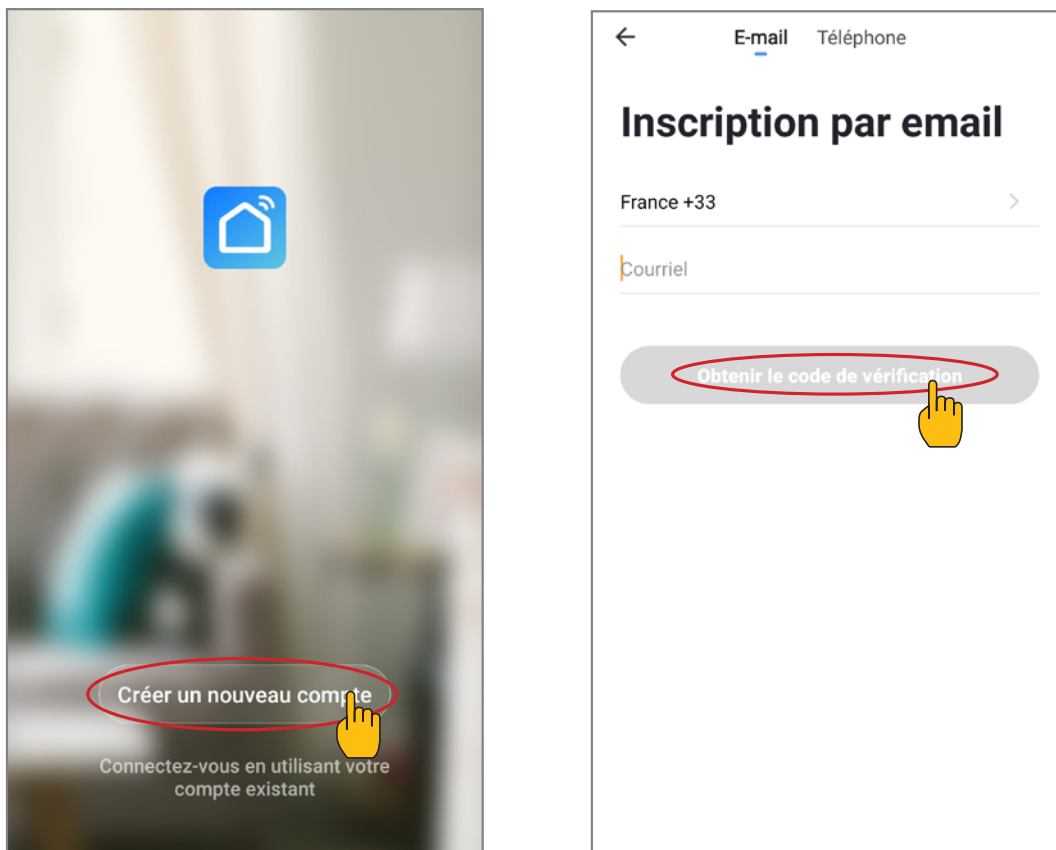 Créer un nouveau compte
Connectez-vous en utilisant votre
compte existant
E-mail Téléphone
Inscription par email
France +33
Courriel
Obtenir le code de vérification